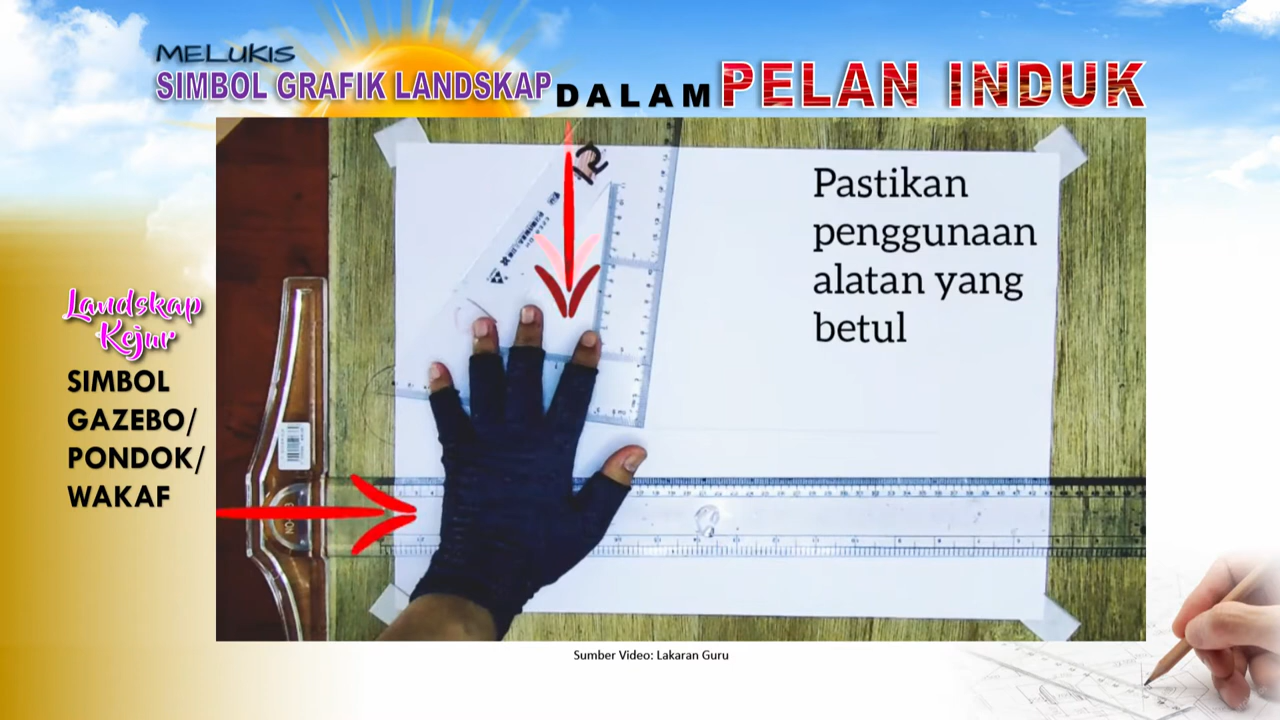 MELUKIS
SIMBOL GRAFIK LANDSKAP DALAM PELAN INDUK
Pastikan
penggunaan
alatan yang
betul
Landskap
Kejur
SIMBOL
GAZEBO/
PONDOK/
WAKAF
Sumber Video: Lakaran Guru